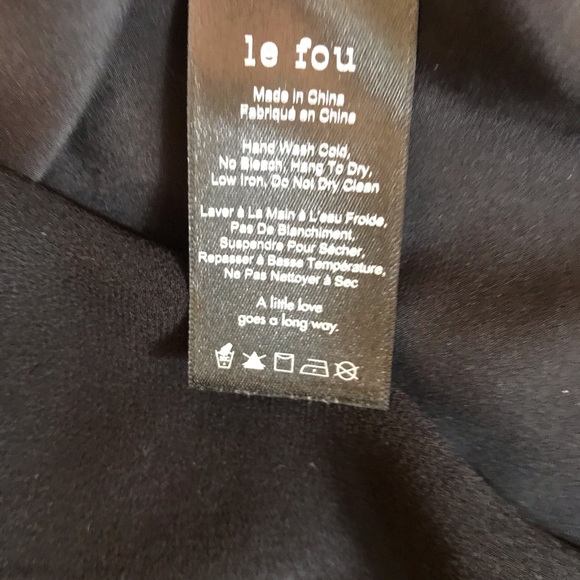 le fou
Made in China
Fabriqué en China
Hand Wash Cold,
No Bleach, Hang To Dry,
Low Iron, Do Not Dry Clean
Laver à La Main à L'eau Froide,
Pas De Blanchiment,
Suspendre Pour Sécher,
Repasser à Basse Température,
Ne Pas Nettoyer à Sec
A little love
goes a long way.